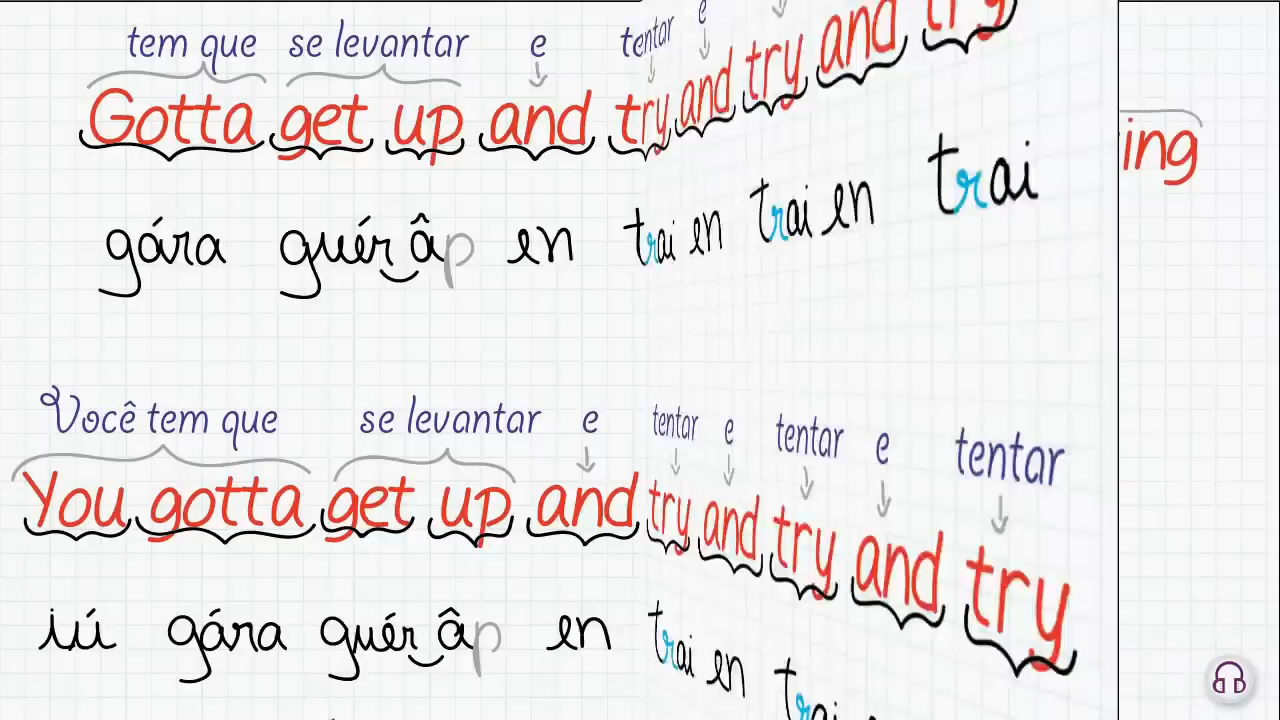 tem que se levantar e tentar e
Gotta get up and try and try and try
gára guér âp en trai en trai en trai
ing
Você tem que se levantar e tentar e tentar e tentar
You gotta get up and try and try and try
iú gára guér âp en trai en trai